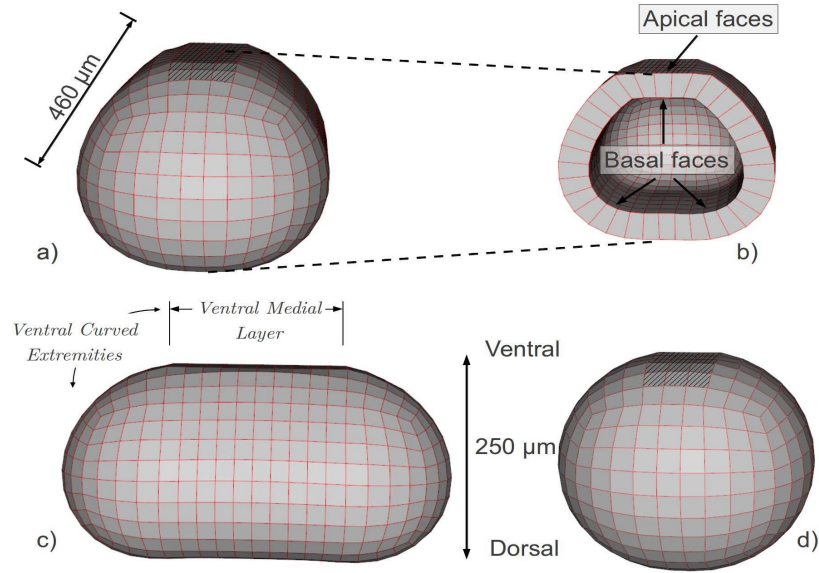 460 μm
Apical faces
Basal faces
a)
b)
Ventral Medial
Layer
Ventral Curved
Extremities
Ventral
250 μm
Dorsal
c)
d)